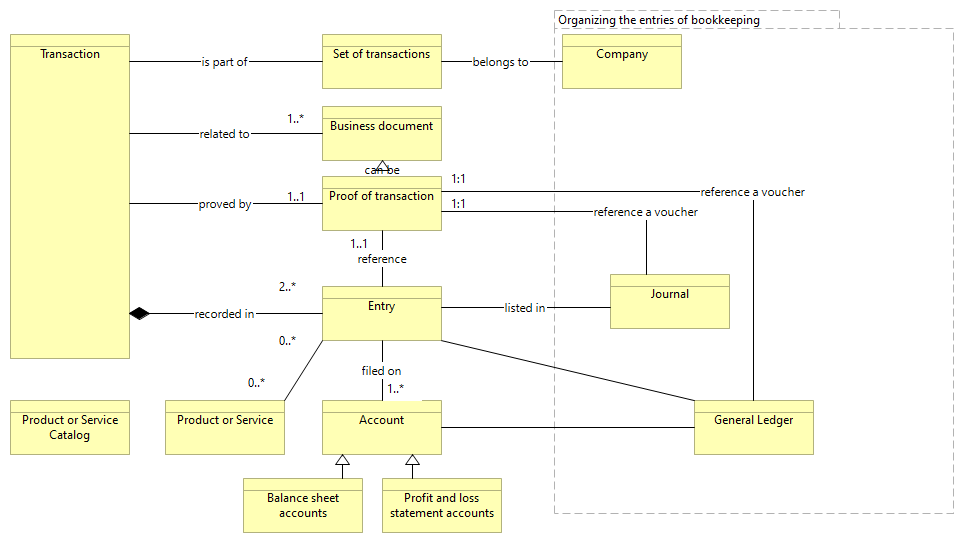 Organizing the entries of bookkeeping
Transaction
Set of transactions
Company
is part of
belongs to
1..*
Business document
related to
can be
1:1
Proof of transaction
reference a voucher
1..1
1:1
proved by
reference a voucher
1..1
reference
2..*
Journal
Entry
listed in
recorded in
0..*
filed on
0..*
1..*
Product or Service
Catalog
Product or Service
Account
General Ledger
Balance sheet
accounts
Profit and loss
statement accounts